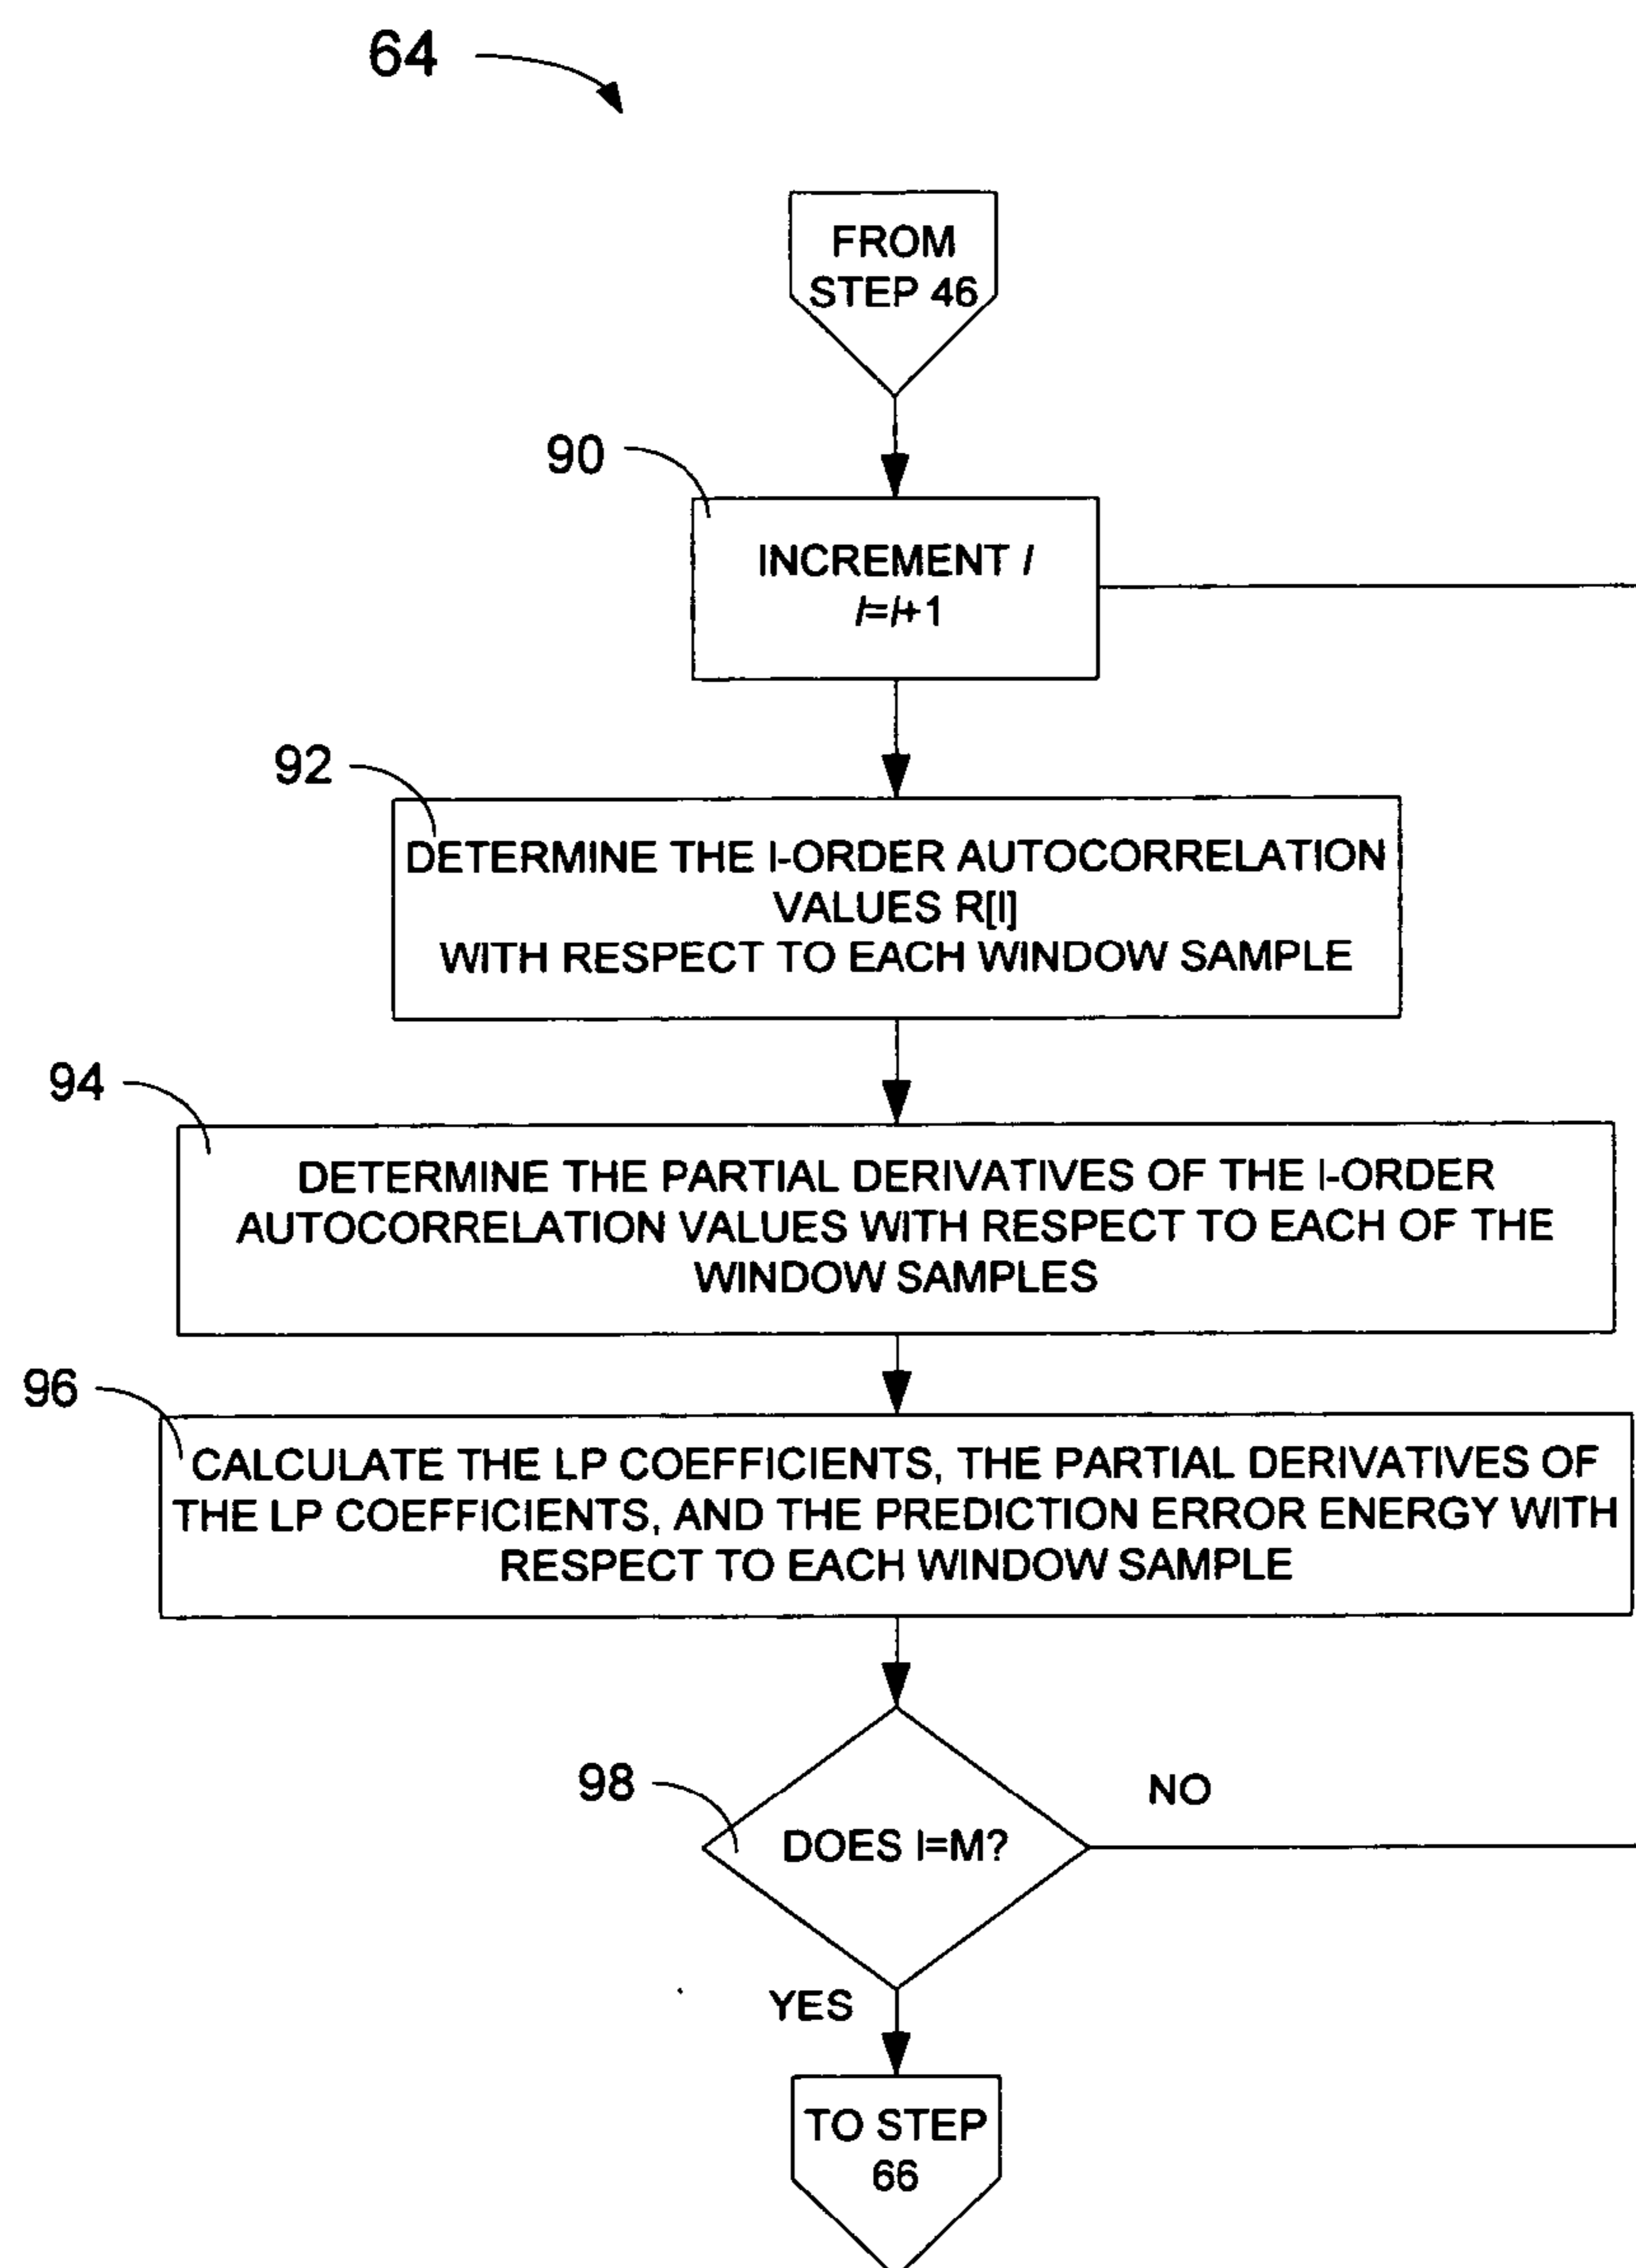 64
FROM
STEP 46
90
INCREMENT l
l=l+1
92
DETERMINE THE l-ORDER AUTOCORRELATION
VALUES R[l]
WITH RESPECT TO EACH WINDOW SAMPLE
94
DETERMINE THE PARTIAL DERIVATIVES OF THE l-ORDER
AUTOCORRELATION VALUES WITH RESPECT TO EACH OF THE
WINDOW SAMPLES
96
CALCULATE THE LP COEFFICIENTS, THE PARTIAL DERIVATIVES OF
THE LP COEFFICIENTS, AND THE PREDICTION ERROR ENERGY WITH
RESPECT TO EACH WINDOW SAMPLE
98
NO
DOES l=M?
YES
TO STEP
66